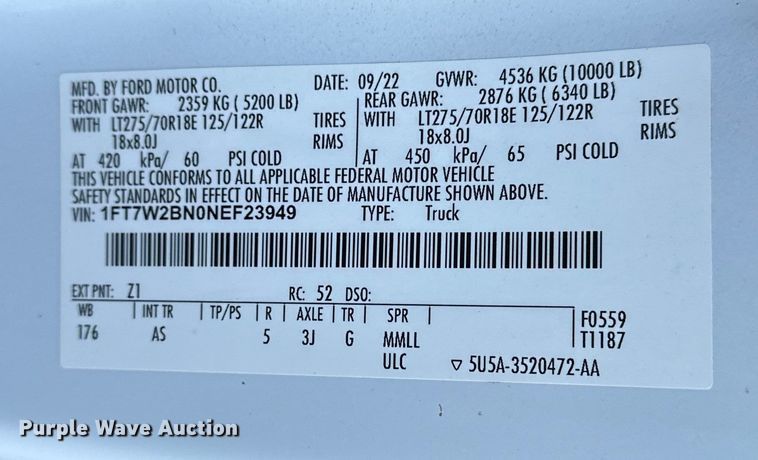 MFD. BY FORD MOTOR CO. DATE: 09/22 GVWR: 4536 KG (10000 LB)
FRONT GAWR: 2359 KG ( 5200 LB) REAR GAWR: 2876 KG ( 6340 LB)
WITH LT275/70R18E 125/122R TIRES WITH LT275/70R18E 125/122R TIRES
18x8.0J RIMS 18x8.0J RIMS
AT 420 kPa/ 60 PSI COLD AT 450 kPa/ 65 PSI COLD
THIS VEHICLE CONFORMS TO ALL APPLICABLE FEDERAL MOTOR VEHICLE
SAFETY STANDARDS IN EFFECT ON THE DATE OF MANUFACTURE SHOWN ABOVE.
VIN: 1FT7W2BN0NEF23949 TYPE: Truck
EXT PNT: Z1 RC: 52 DSO:
WB | INT TR | TP/PS | R | AXLE | TR | SPR | F0559
176 AS 5 3J G MMLL T1187
ULC ▽ 5U5A-3520472-AA
Purple Wave Auction